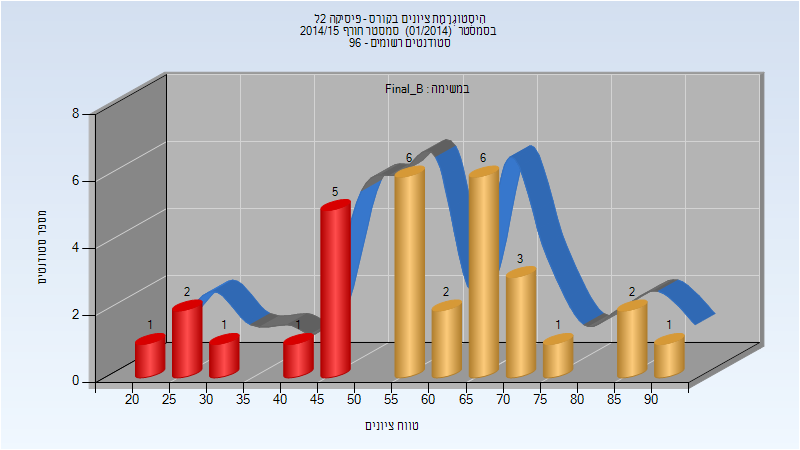 היסטוגרמת ציונים בקורס - פיסיקה 2ל
בסמסטר (01/2014) סמסטר חורף 2014/15
סטודנטים רשומים - 96
במשימה : Final_B
8
6
4
2
0
מספר סטודנטים
1
2
1
1
5
6
2
6
3
1
2
1
20 25 30 35 40 45 50 55 60 65 70 75 80 85 90
טווח ציונים